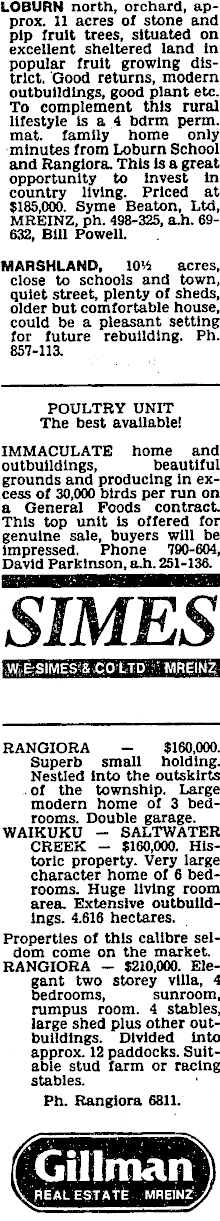 LOBURN north, orchard, ap-
prox. 11 acres of stone and
pip fruit trees, situated on
excellent sheltered land in
popular fruit growing dis-
trict. Good returns, modern
outbuildings, good plant etc.
To complement this rural
lifestyle is a 4 bdrm perm.
mat. family home only
minutes from Loburn School
and Rangiora. This is a great
opportunity to invest in
country living. Priced at
$185,000. Syme Beaton, Ltd,
MREINZ, ph. 498-325, a.h. 69-
632, Bill Powell.
MARSHLAND, 10½ acres,
close to schools and town,
quiet street, plenty of sheds,
older but comfortable house,
could be a pleasant setting
for future rebuilding. Ph.
857-113.
POULTRY UNIT
The best available!
IMMACULATE home and
outbuildings, beautiful
grounds and producing in ex-
cess of 30,000 birds per run on
a General Foods contract.
This top unit is offered for
genuine sale, buyers will be
impressed. Phone 790-604,
David Parkinson, a.h. 251-136.
SIMES
W.E. SIMES & CO LTD MREINZ
RANGIORA — $160,000.
Superb small holding.
Nestled into the outskirts
of the township. Large
modern home of 3 bed-
rooms. Double garage.
WAIKUKU — SALTWATER
CREEK — $160,000. His-
toric property. Very large
character home of 6 bed-
rooms. Huge living room
area. Extensive outbuild-
ings. 4.616 hectares.
Properties of this calibre sel-
dom come on the market.
RANGIORA — $210,000. Ele-
gant two storey villa, 4
bedrooms, sunroom,
rumpus room. 4 stables,
large shed plus other out-
buildings. Divided into
approx. 12 paddocks. Suit-
able stud farm or racing
stables.
Ph. Rangiora 6811.
Gillman
REAL ESTATE MREINZ